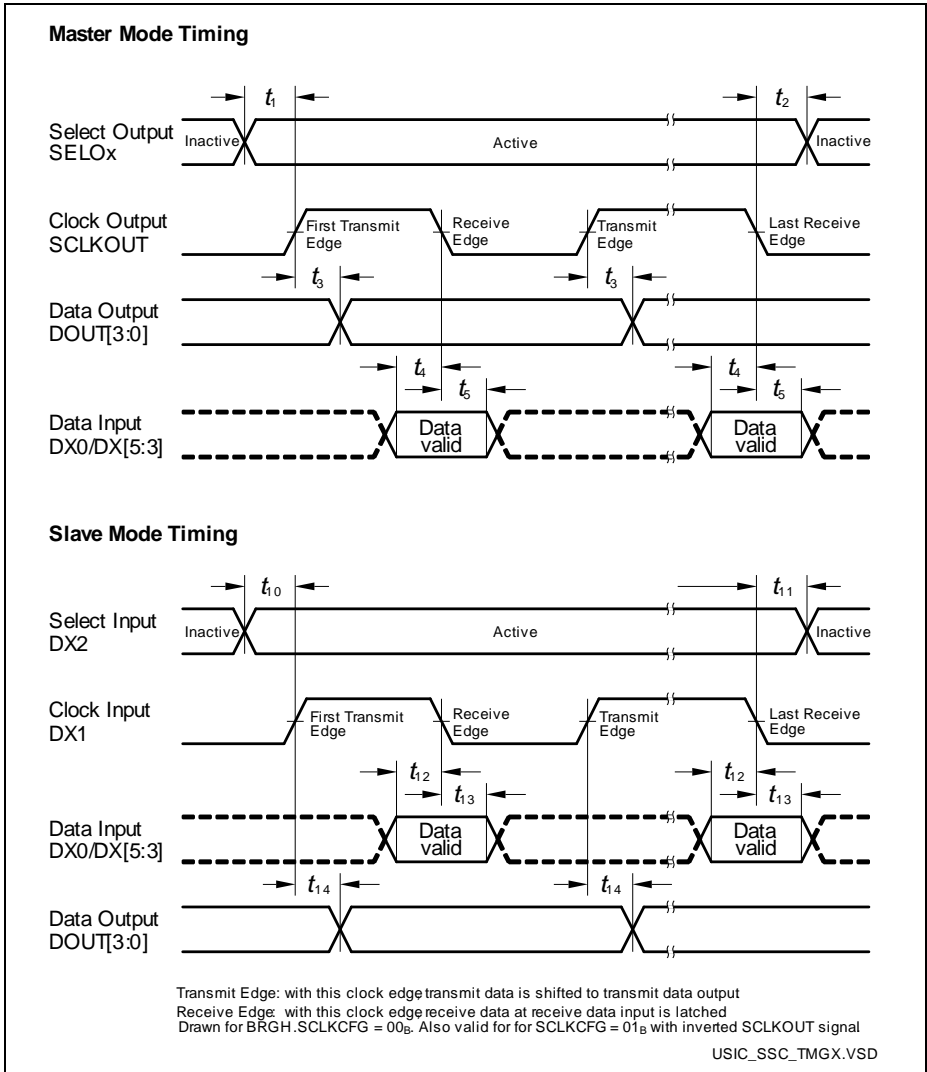 Master Mode Timing
t1
t2
Select Output
SELOx
Inactive
Active
Inactive
Clock Output
SCLKOUT
First Transmit
Edge
Receive
Edge
Transmit
Edge
Last Receive
Edge
t3
t3
Data Output
DOUT[3:0]
t4
t5
t4
t5
Data Input
DX0/DX[5:3]
Data
valid
Data
valid
Slave Mode Timing
t10
t11
Select Input
DX2
Inactive
Active
Inactive
Clock Input
DX1
First Transmit
Edge
Receive
Edge
Transmit
Edge
Last Receive
Edge
t12
t13
t12
t13
Data Input
DX0/DX[5:3]
Data
valid
Data
valid
t14
t14
Data Output
DOUT[3:0]
Transmit Edge: with this clock edge, transmit data is shifted to transmit data output
Receive Edge: with this clock edge, receive data at receive data input is latched
Drawn for BRGH.SCLKCFG = 00B. Also valid for for SCLKCFG = 01B with inverted SCLKOUT signal.
USIC_SSC_TMGX.VSD